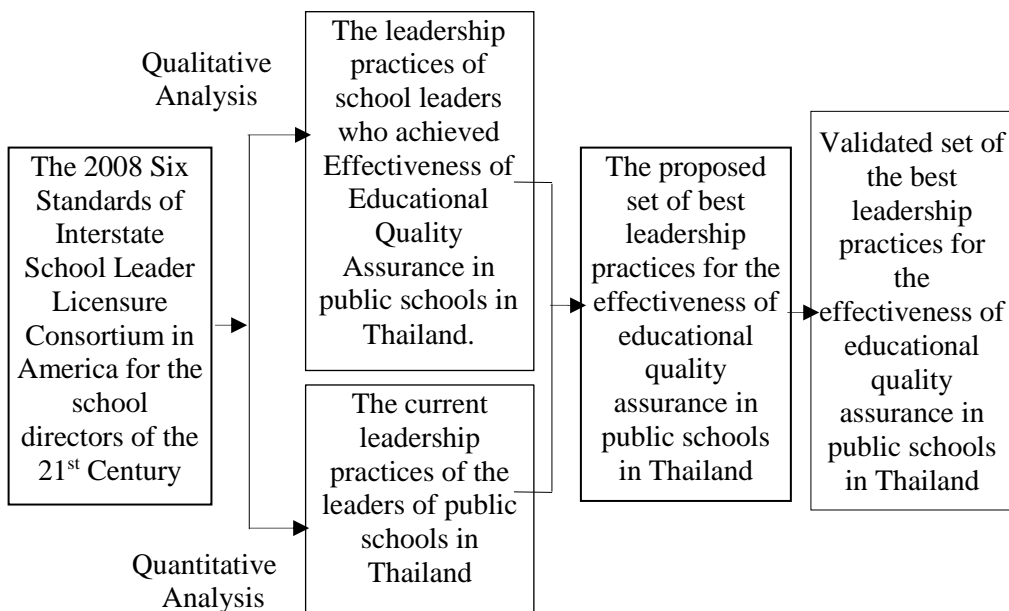 The 2008 Six
Standards of
Interstate
School Leader
Licensure
Consortium in
America for the
school
directors of the
21st Century
Qualitative
Analysis
The leadership
practices of
school leaders
who achieved
Effectiveness of
Educational
Quality
Assurance in
public schools in
Thailand.
Quantitative
Analysis
The current
leadership
practices of the
leaders of public
schools in
Thailand
The proposed
set of best
leadership
practices for the
effectiveness of
educational
quality
assurance in
public schools
in Thailand
Validated set of
the best
leadership
practices for
the
effectiveness of
educational
quality
assurance in
public schools
in Thailand